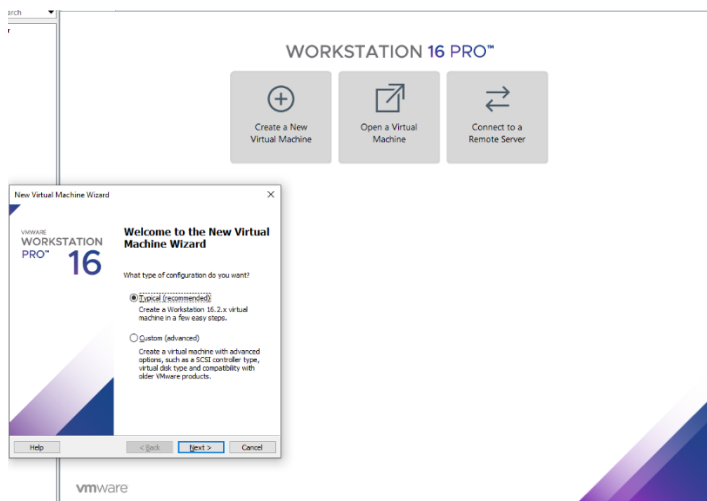 arch
r
WORKSTATION 16 PRO™
Create a New
Virtual Machine
Open a Virtual
Machine
Connect to a
Remote Server
New Virtual Machine Wizard
VMWARE
WORKSTATION
PRO™ 16
Welcome to the New Virtual
Machine Wizard
What type of configuration do you want?
Typical (recommended)
Create a Workstation 16.2.x virtual
machine in a few easy steps.
Custom (advanced)
Create a virtual machine with advanced
options, such as a SCSI controller type,
virtual disk type and compatibility with
older VMware products.
Help
< Back
Next >
Cancel
vmware